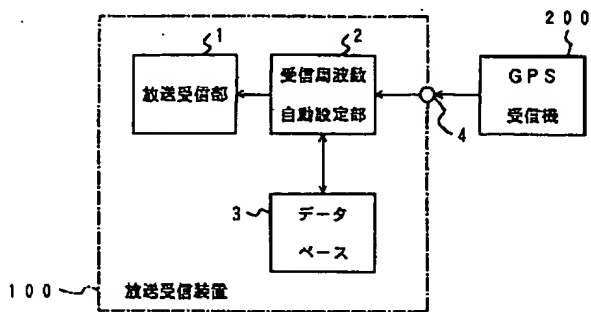 200
1
2
放送受信部
受信周波数
自動設定部
GPS
受信機
4
3
データ
ベース
100
放送受信装置